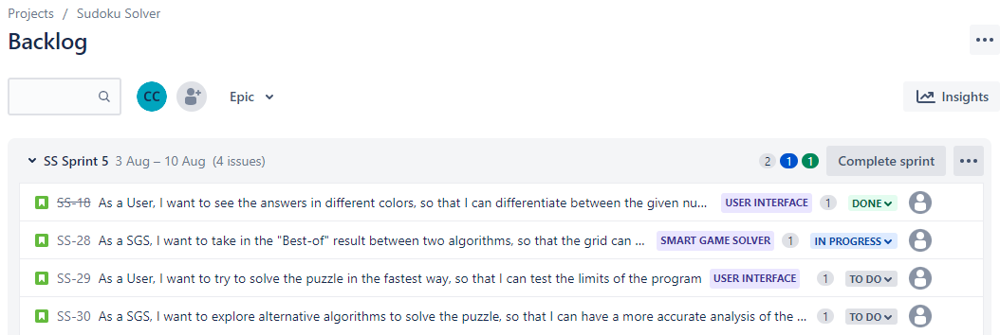 Projects / Sudoku Solver
Backlog
CC Epic Insights
SS Sprint 5 3 Aug – 10 Aug (4 issues) 2 1 1 Complete sprint
SS-18 As a User, I want to see the answers in different colors, so that I can differentiate between the given nu... USER INTERFACE 1 DONE
SS-28 As a SGS, I want to take in the "Best-of" result between two algorithms, so that the grid can ... SMART GAME SOLVER 1 IN PROGRESS
SS-29 As a User, I want to try to solve the puzzle in the fastest way, so that I can test the limits of the program USER INTERFACE 1 TO DO
SS-30 As a SGS, I want to explore alternative algorithms to solve the puzzle, so that I can have a more accurate analysis of the ... 1 TO DO